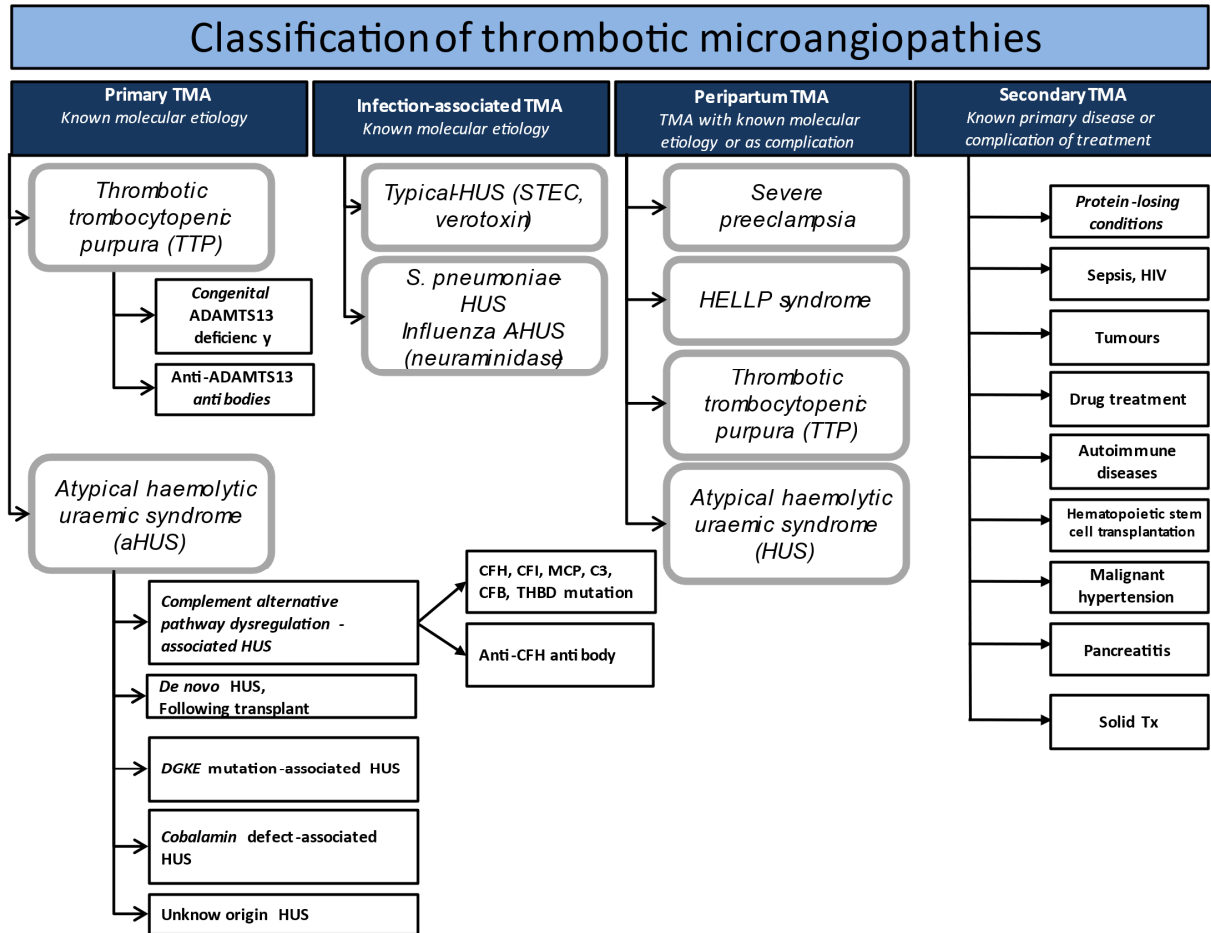 Classification of thrombotic microangiopathies
Primary TMA
Known molecular etiology
Thrombotic
trombocytopenic
purpura (TTP)
Congenital
ADAMTS13
deficienc y
Anti-ADAMTS13
antibodies
Atypical haemolytic
uraemic syndrome
(aHUS)
Complement alternative
pathway dysregulation -
associated HUS
CFH, CFI, MCP, C3,
CFB, THBD mutation
Anti-CFH antibody
De novo HUS,
Following transplant
DGKE mutation-associated HUS
Cobalamin defect-associated
HUS
Unknow origin HUS
Infection-associated TMA
Known molecular etiology
Typical-HUS (STEC,
verotoxin)
S. pneumoniae-
HUS
Influenza A-HUS
(neuraminidase)
Peripartum TMA
TMA with known molecular
etiology or as complication
Severe
preeclampsia
HELLP syndrome
Thrombotic
trombocytopenic
purpura (TTP)
Atypical haemolytic
uraemic syndrome
(HUS)
Secondary TMA
Known primary disease or
complication of treatment
Protein-losing
conditions
Sepsis, HIV
Tumours
Drug treatment
Autoimmune
diseases
Hematopoietic stem
cell transplantation
Malignant
hypertension
Pancreatitis
Solid Tx